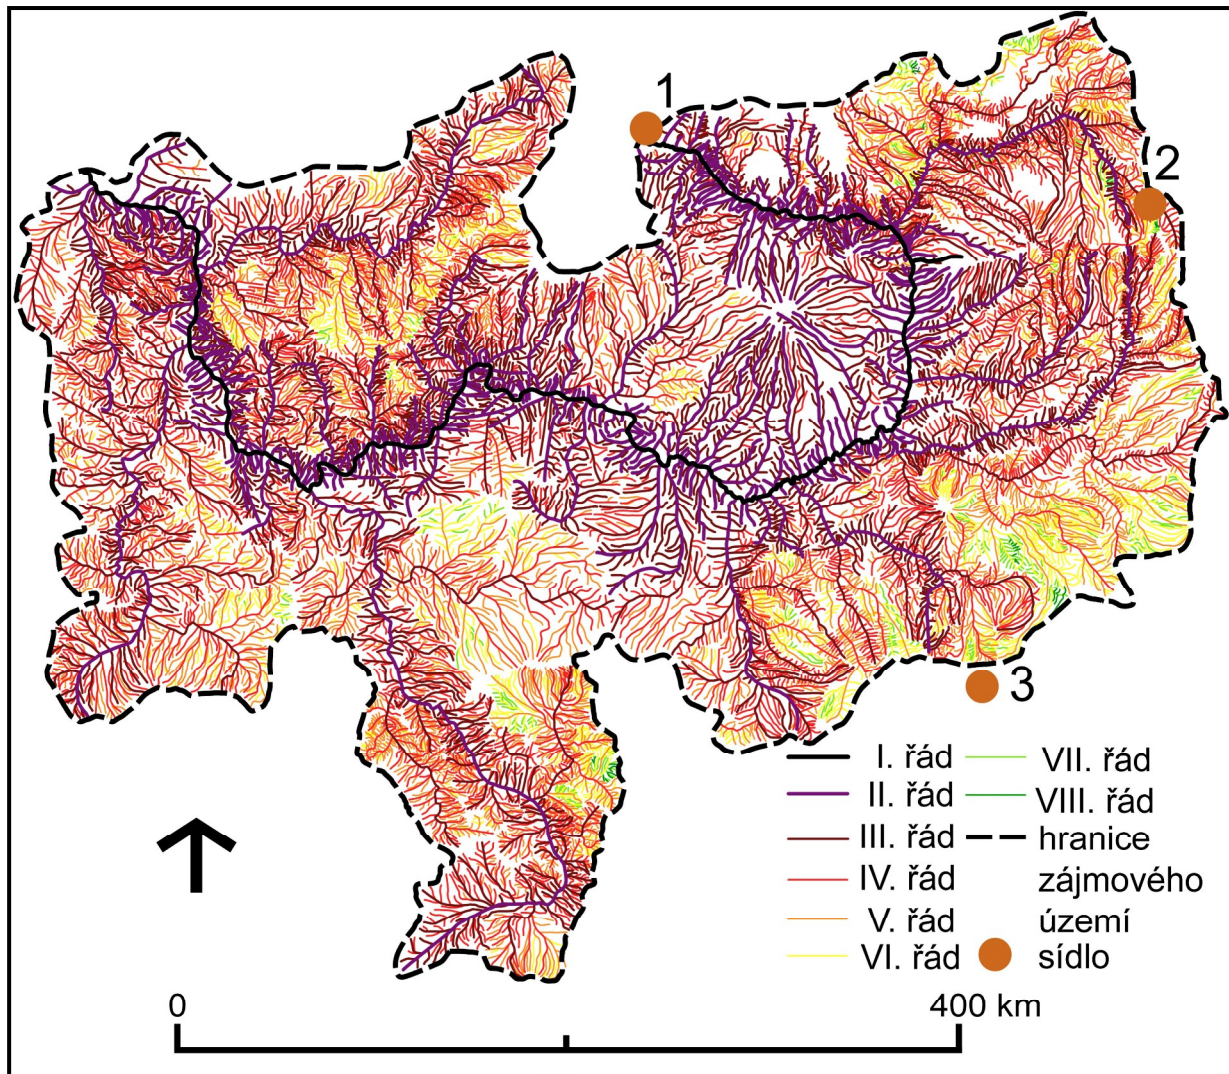 1
2
3
I. řád
VII. řád
II. řád
VIII. řád
III. řád
hranice
IV. řád
zájmového
V. řád
území
VI. řád
sídlo
0
400 km